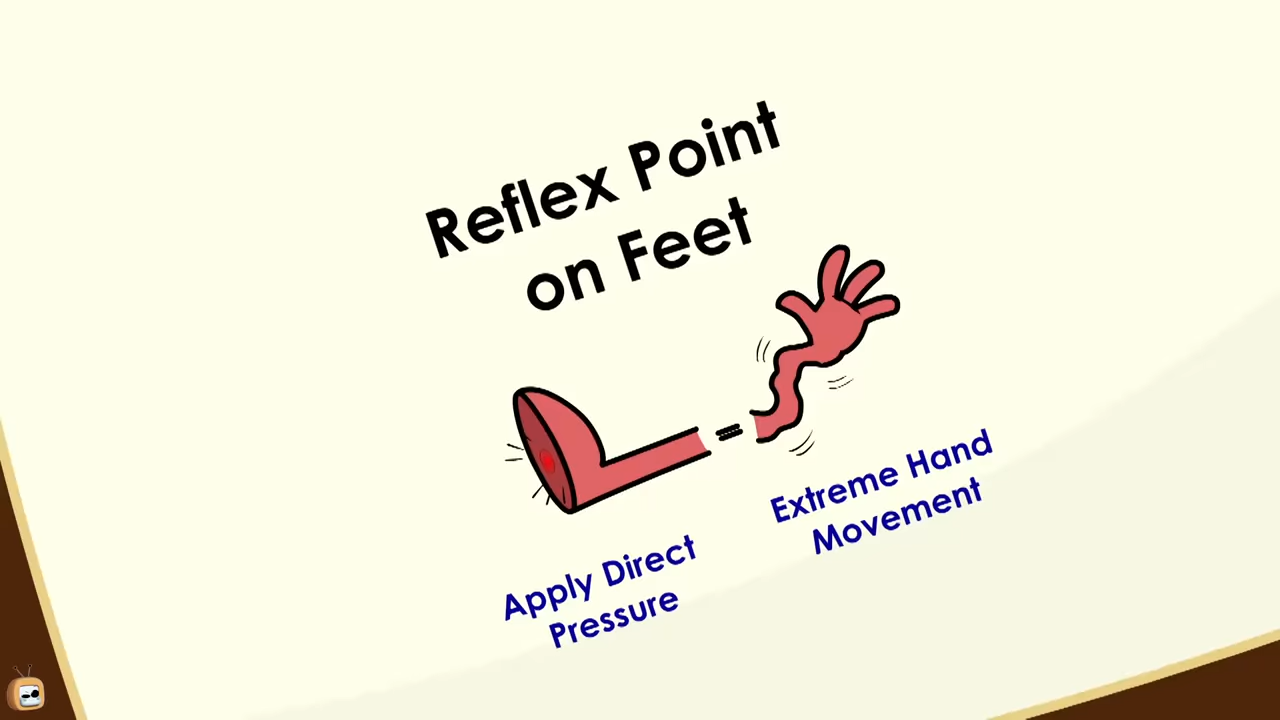 Reflex Point
on Feet
=
Extreme Hand
Movement
Apply Direct
Pressure